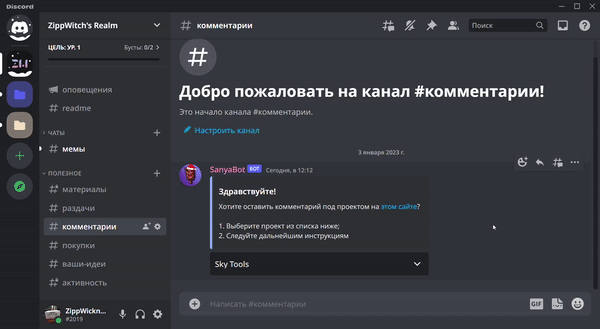 Discord
ZippWitch's Realm
# комментарии
Поиск
ЦЕЛЬ: УР. 1
Бусты: 0/2
оповещения
readme
ЧАТЫ
мемы
ПОЛЕЗНОЕ
материалы
раздачи
комментарии
покупки
ваши-идеи
активность
ZippWickn...
#2019
Добро пожаловать на канал #комментарии!
Это начало канала #комментарии.
Настроить канал
3 января 2023 г.
SanyaBot БОТ Сегодня, в 12:12
Здравствуйте!
Хотите оставить комментарий под проектом на этом сайте?
1. Выберите проект из списка ниже;
2. Следуйте дальнейшим инструкциям
Sky Tools
Написать #комментарии
GIF